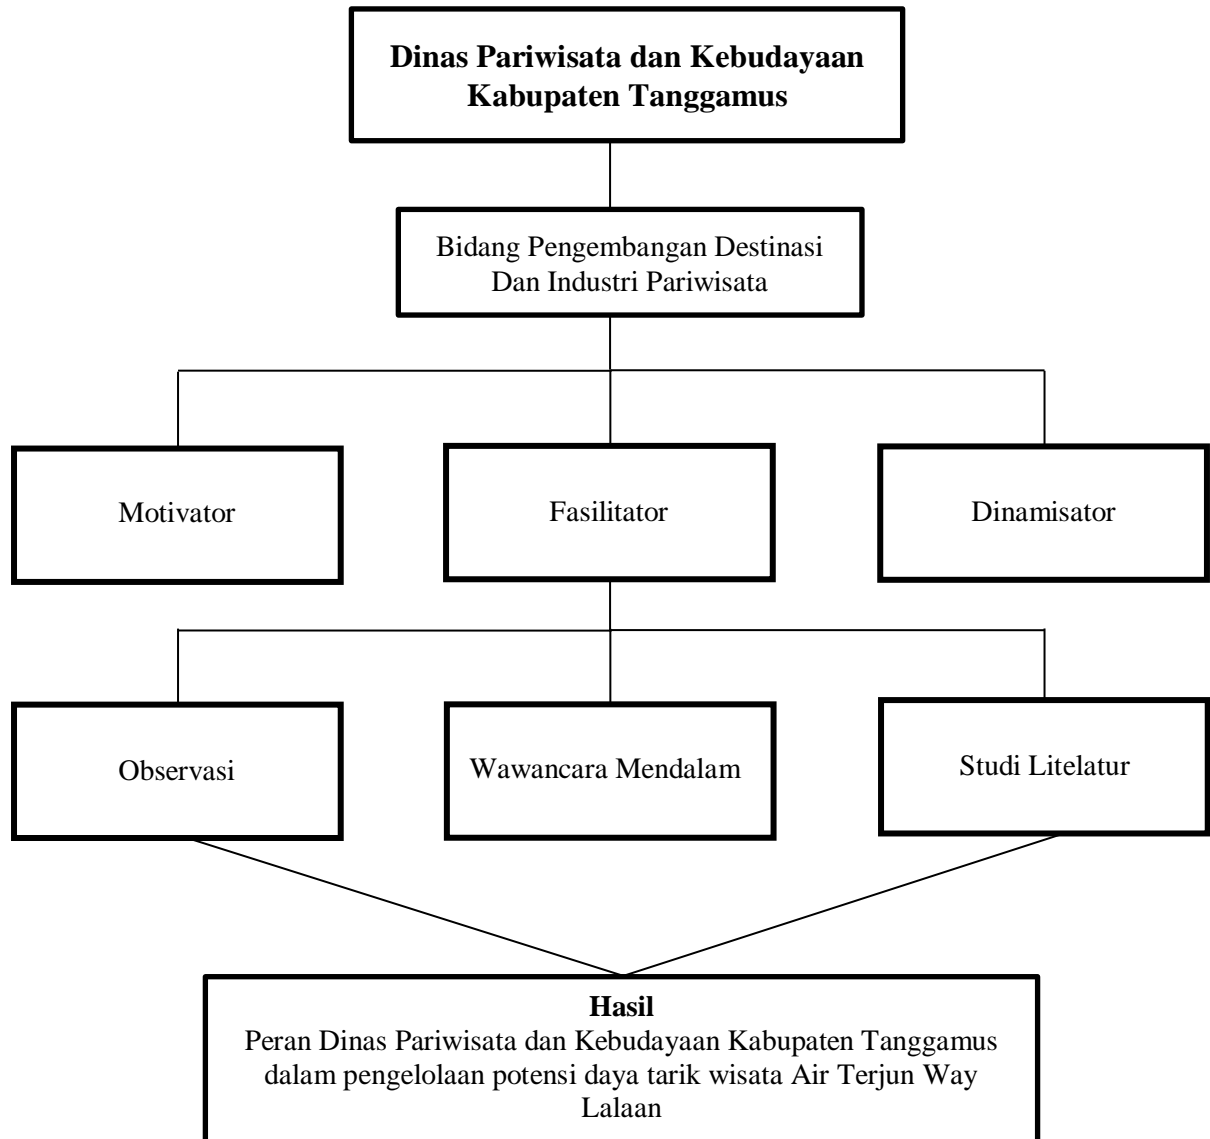 Dinas Pariwisata dan Kebudayaan
Kabupaten Tanggamus
Bidang Pengembangan Destinasi
Dan Industri Pariwisata
Motivator
Fasilitator
Dinamisator
Observasi
Wawancara Mendalam
Studi Litelatur
Hasil
Peran Dinas Pariwisata dan Kebudayaan Kabupaten Tanggamus
dalam pengelolaan potensi daya tarik wisata Air Terjun Way
Lalaan